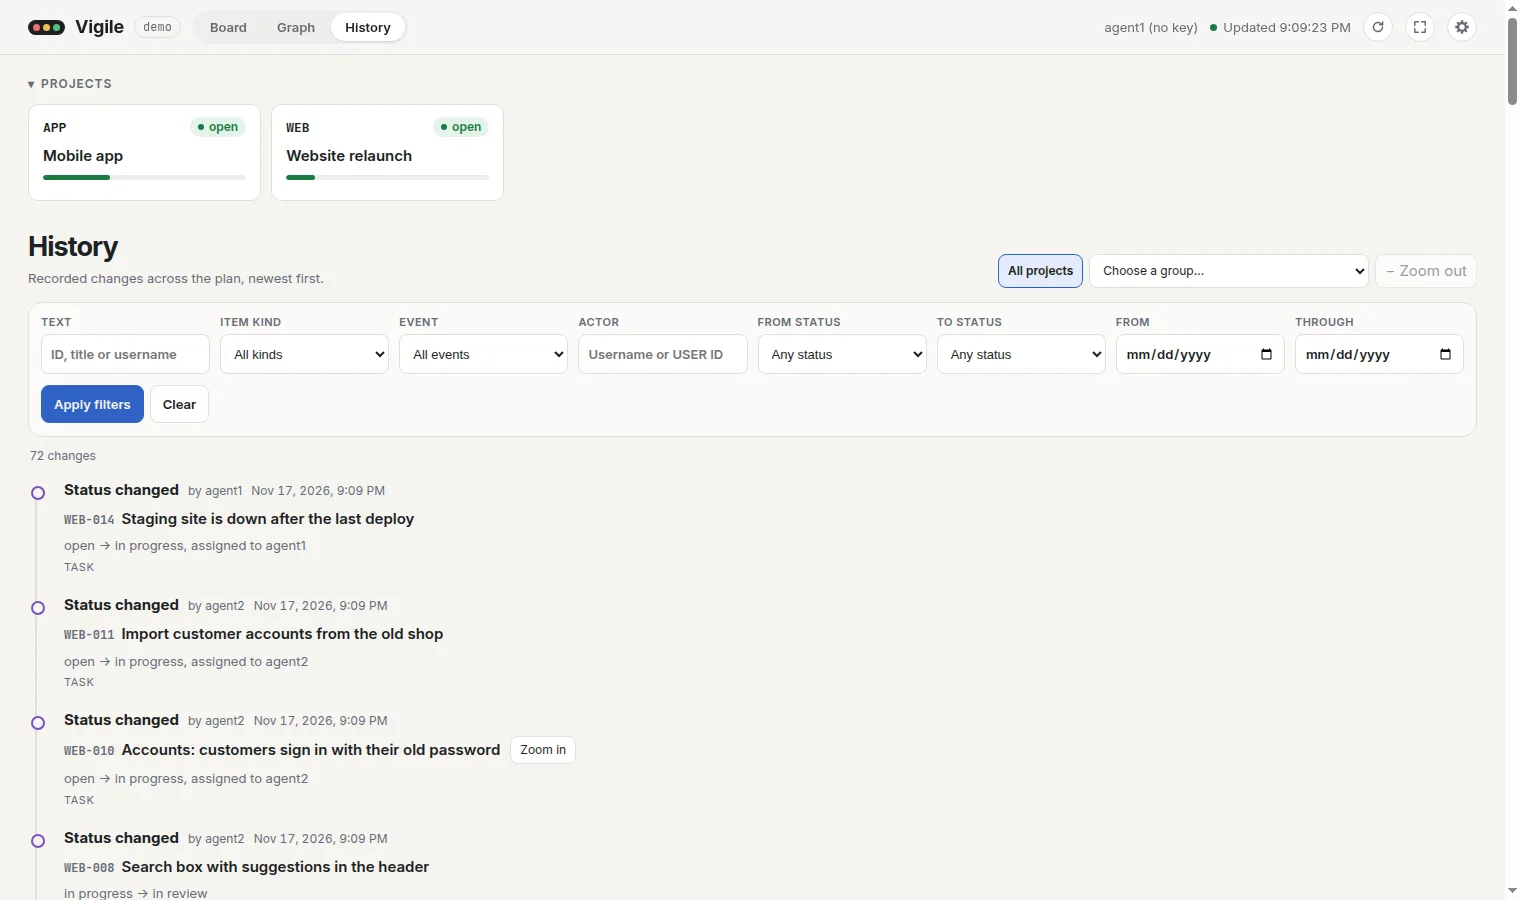 Vigile demo Board Graph History agent1 (no key) Updated 9:09:23 PM
▾ PROJECTS
APP open
Mobile app
WEB open
Website relaunch
History
Recorded changes across the plan, newest first.
All projects Choose a group... − Zoom out
TEXT ITEM KIND EVENT ACTOR FROM STATUS TO STATUS FROM THROUGH
ID, title or username All kinds All events Username or USER ID Any status Any status mm/dd/yyyy mm/dd/yyyy
Apply filters Clear
72 changes
Status changed by agent1 Nov 17, 2026, 9:09 PM
WEB-014 Staging site is down after the last deploy
open → in progress, assigned to agent1
TASK
Status changed by agent2 Nov 17, 2026, 9:09 PM
WEB-011 Import customer accounts from the old shop
open → in progress, assigned to agent2
TASK
Status changed by agent2 Nov 17, 2026, 9:09 PM
WEB-010 Accounts: customers sign in with their old password Zoom in
open → in progress, assigned to agent2
TASK
Status changed by agent2 Nov 17, 2026, 9:09 PM
WEB-008 Search box with suggestions in the header
in progress → in review